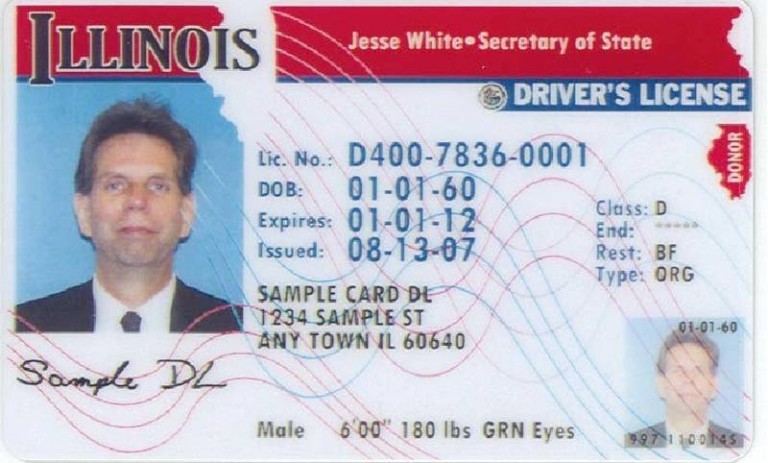 ILLINOIS
Jesse White•Secretary of State
DRIVER'S LICENSE
DONOR
Lic. No.: D400-7836-0001
DOB: 01-01-60
Expires: 01-01-12
Issued: 08-13-07
Class: D
End: *****
Rest: BF
Type: ORG
SAMPLE CARD DL
1234 SAMPLE ST
ANY TOWN IL 60640
Sample DL
Male 6'00" 180 lbs GRN Eyes
01-01-60